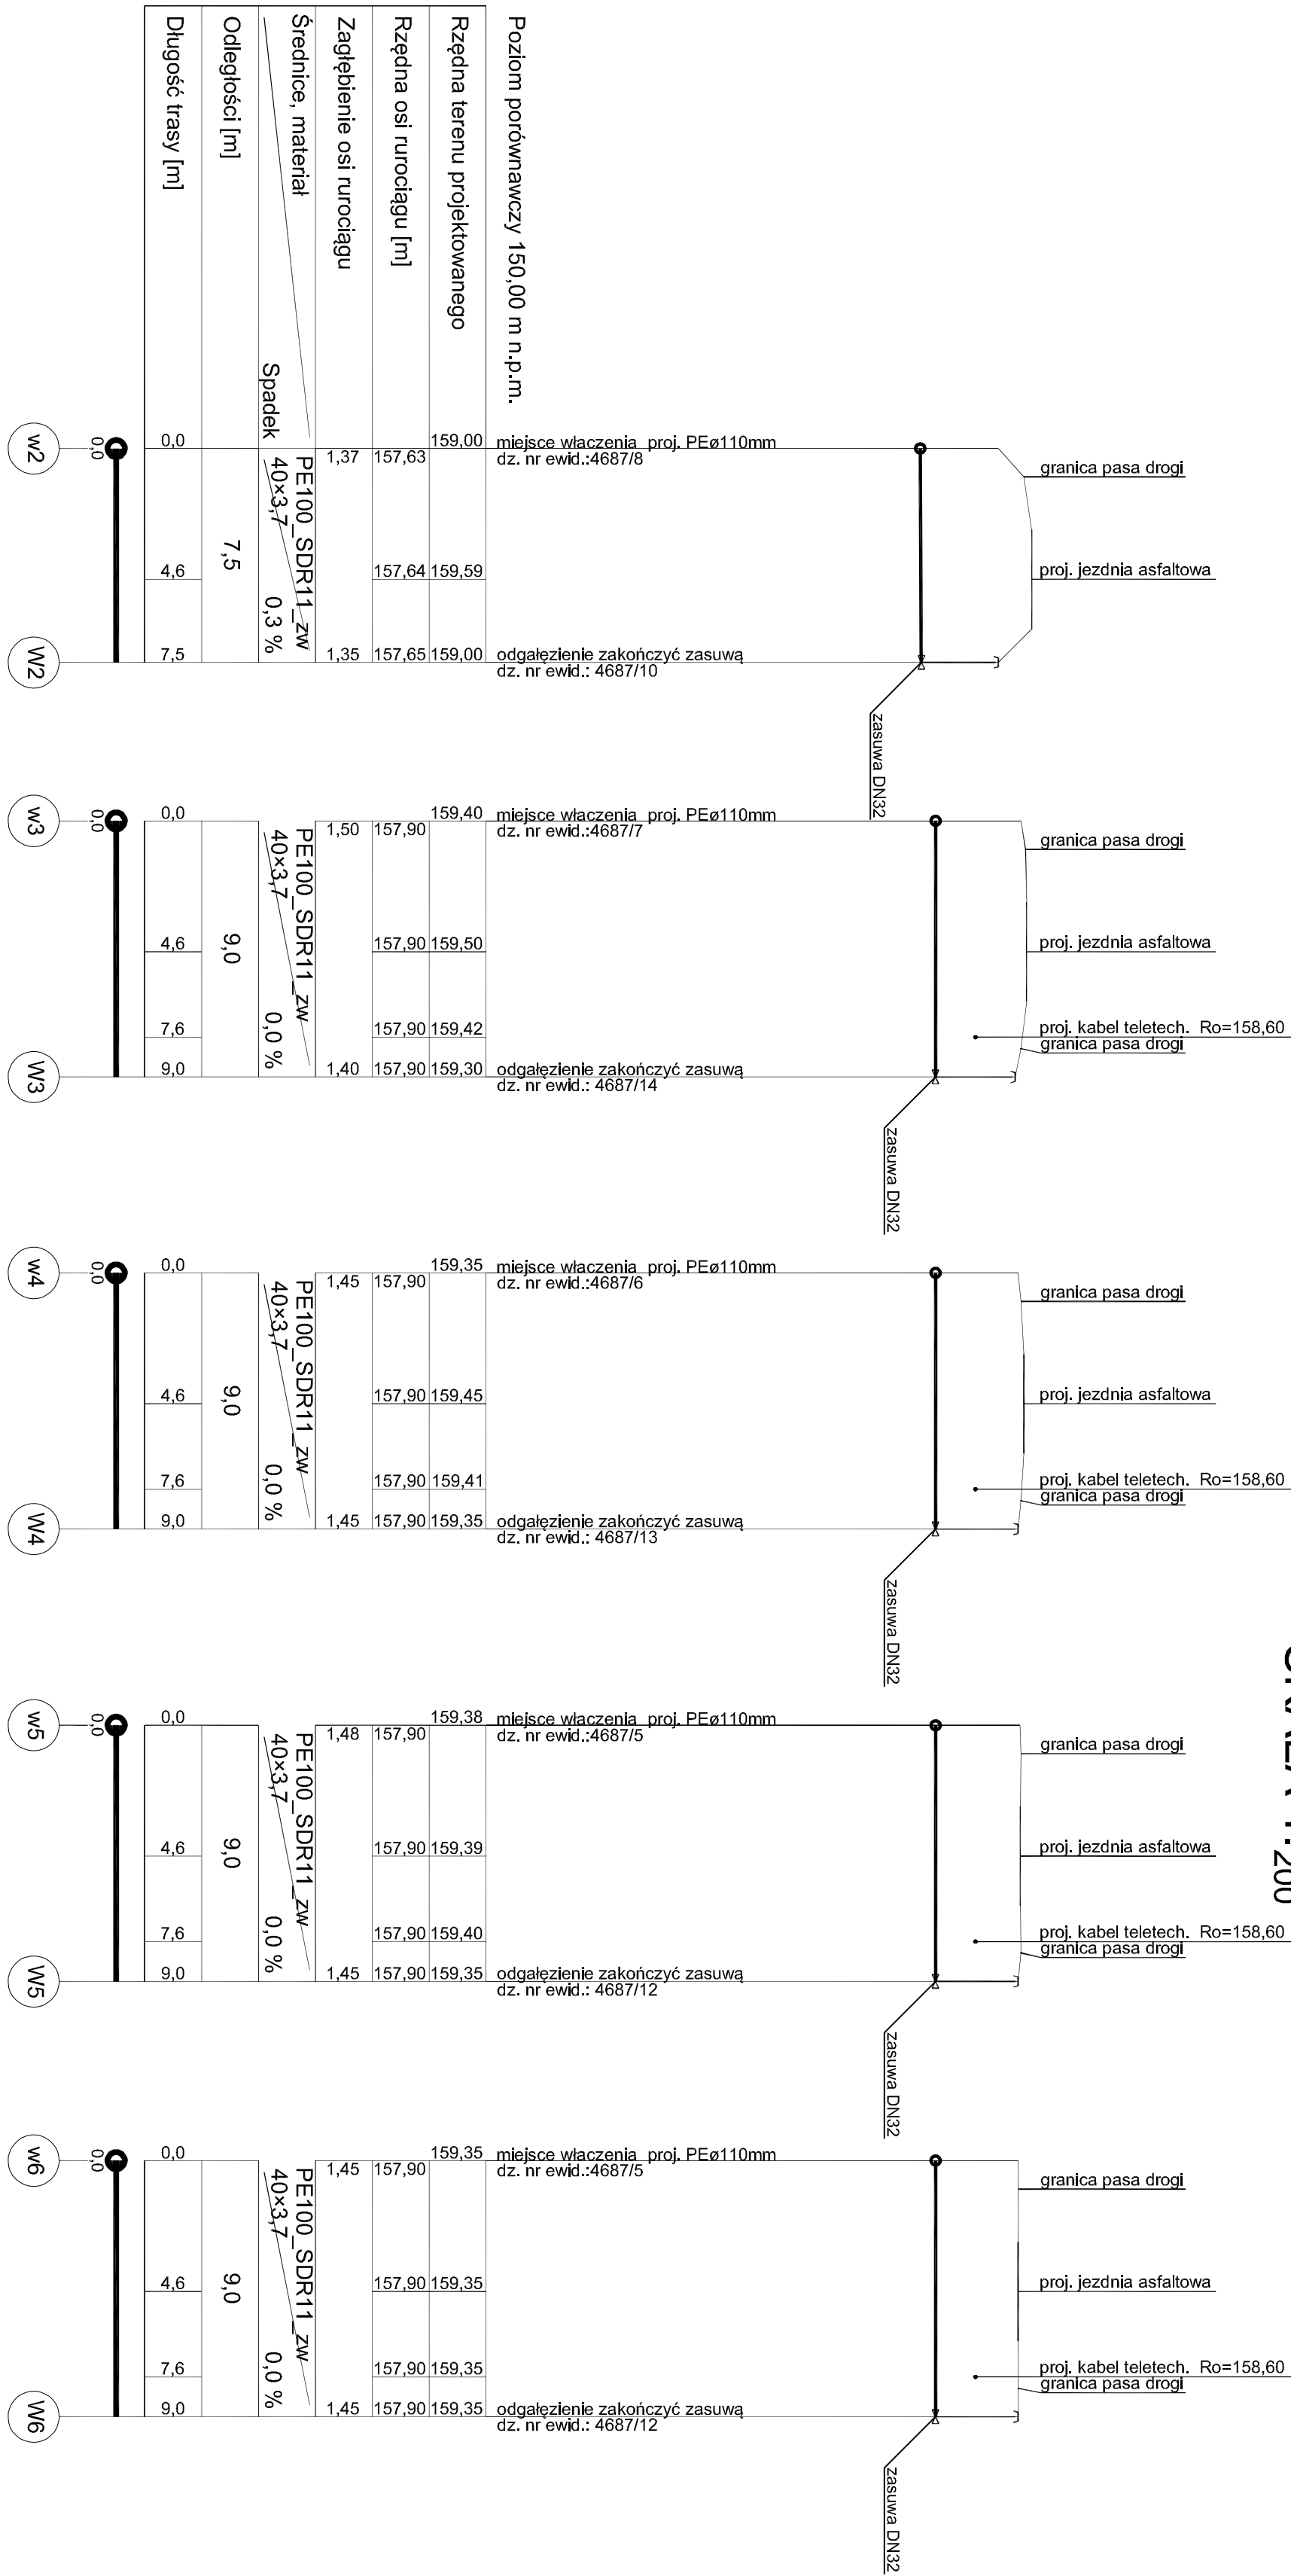 SKALA 1:200
Poziom porównawczy 150,00 m n.p.m.
Rzędna terenu projektowanego
Rzędna osi rurociągu [m]
Zagłębienie osi rurociągu
Średnice, materiał
Spadek
Odległości [m]
Długość trasy [m]
granica pasa drogi
proj. jezdnia asfaltowa
zasuwa DN32
miejsce włączenia proj. PEø110mm
dz. nr ewid.:4687/8
odgałęzienie zakończyć zasuwą
dz. nr ewid.: 4687/10
159,00
159,59
159,00
157,63
157,64
157,65
1,37
1,35
PE100_SDR11_zw
40×3,7
0,3 %
7,5
0,0
4,6
7,5
0,0
w2
W2
granica pasa drogi
proj. jezdnia asfaltowa
proj. kabel teletech. Ro=158,60
granica pasa drogi
zasuwa DN32
miejsce włączenia proj. PEø110mm
dz. nr ewid.:4687/7
odgałęzienie zakończyć zasuwą
dz. nr ewid.: 4687/14
159,40
159,50
159,42
159,30
157,90
157,90
157,90
157,90
1,50
1,40
PE100_SDR11_zw
40×3,7
0,0 %
9,0
0,0
4,6
7,6
9,0
0,0
w3
W3
granica pasa drogi
proj. jezdnia asfaltowa
proj. kabel teletech. Ro=158,60
granica pasa drogi
zasuwa DN32
miejsce włączenia proj. PEø110mm
dz. nr ewid.:4687/6
odgałęzienie zakończyć zasuwą
dz. nr ewid.: 4687/13
159,35
159,45
159,41
159,35
157,90
157,90
157,90
157,90
1,45
1,45
PE100_SDR11_zw
40×3,7
0,0 %
9,0
0,0
4,6
7,6
9,0
0,0
w4
W4
granica pasa drogi
proj. jezdnia asfaltowa
proj. kabel teletech. Ro=158,60
granica pasa drogi
zasuwa DN32
miejsce włączenia proj. PEø110mm
dz. nr ewid.:4687/5
odgałęzienie zakończyć zasuwą
dz. nr ewid.: 4687/12
159,38
159,39
159,40
159,35
157,90
157,90
157,90
157,90
1,48
1,45
PE100_SDR11_zw
40×3,7
0,0 %
9,0
0,0
4,6
7,6
9,0
0,0
w5
W5
granica pasa drogi
proj. jezdnia asfaltowa
proj. kabel teletech. Ro=158,60
granica pasa drogi
zasuwa DN32
miejsce włączenia proj. PEø110mm
dz. nr ewid.:4687/5
odgałęzienie zakończyć zasuwą
dz. nr ewid.: 4687/12
159,35
159,35
159,35
159,35
157,90
157,90
157,90
157,90
1,45
1,45
PE100_SDR11_zw
40×3,7
0,0 %
9,0
0,0
4,6
7,6
9,0
0,0
w6
W6